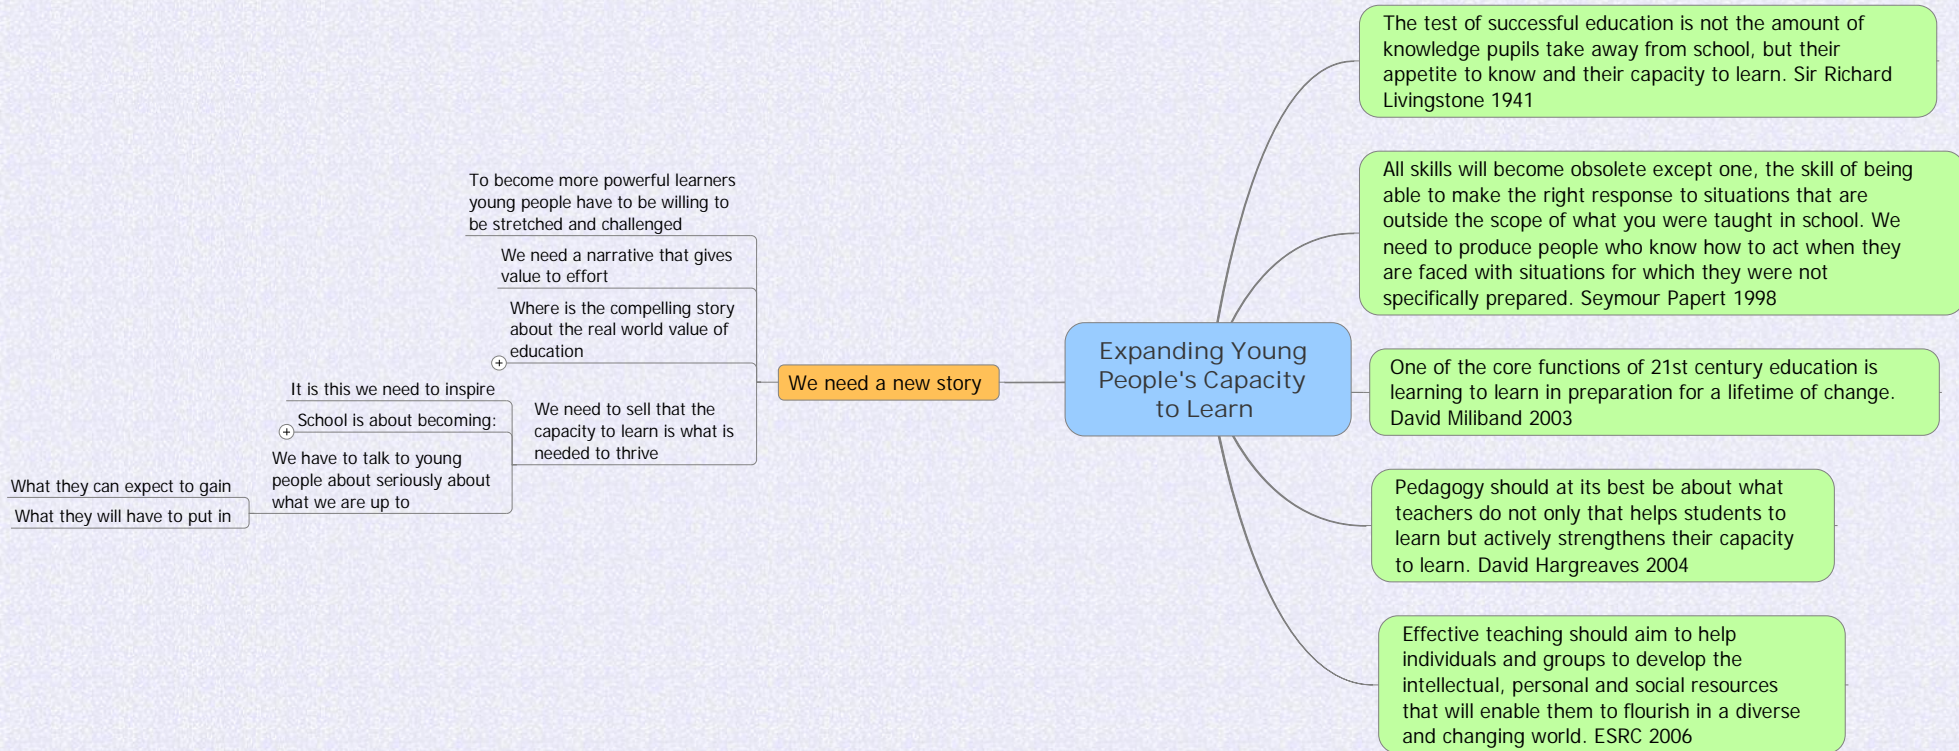 The test of successful education is not the amount of
knowledge pupils take away from school, but their
appetite to know and their capacity to learn. Sir Richard
Livingstone 1941
All skills will become obsolete except one, the skill of being
able to make the right response to situations that are
outside the scope of what you were taught in school. We
need to produce people who know how to act when they
are faced with situations for which they were not
specifically prepared. Seymour Papert 1998
One of the core functions of 21st century education is
learning to learn in preparation for a lifetime of change.
David Miliband 2003
Pedagogy should at its best be about what
teachers do not only that helps students to
learn but actively strengthens their capacity
to learn. David Hargreaves 2004
Effective teaching should aim to help
individuals and groups to develop the
intellectual, personal and social resources
that will enable them to flourish in a diverse
and changing world. ESRC 2006
Expanding Young
People's Capacity
to Learn
We need a new story
To become more powerful learners
young people have to be willing to
be stretched and challenged
We need a narrative that gives
value to effort
Where is the compelling story
about the real world value of
education
We need to sell that the
capacity to learn is what is
needed to thrive
It is this we need to inspire
School is about becoming:
We have to talk to young
people about seriously about
what we are up to
What they can expect to gain
What they will have to put in